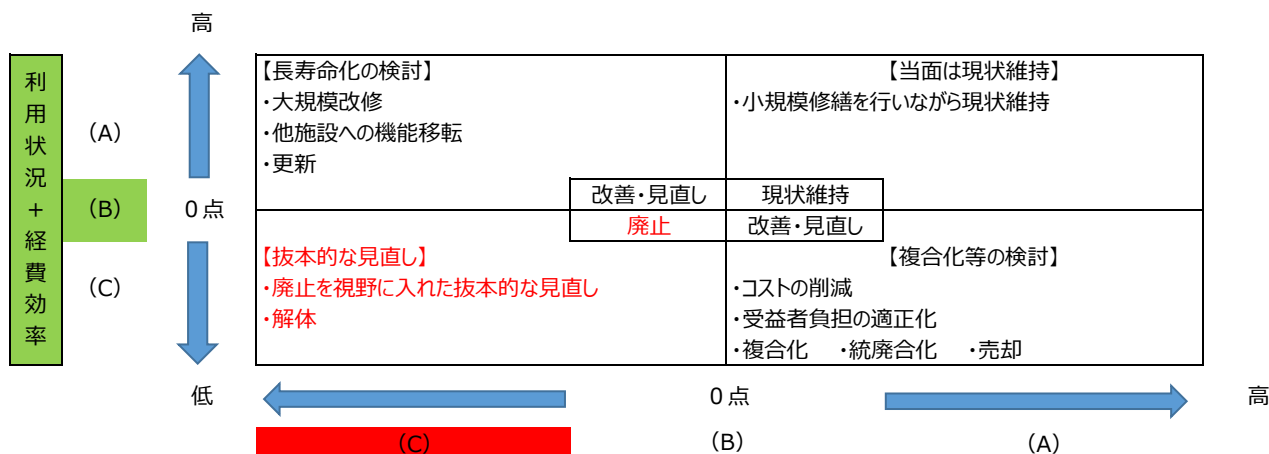 高
利用状況+経費効率
(A)
(B)
(C)
0点
【長寿命化の検討】
・大規模改修
・他施設への機能移転
・更新
【当面は現状維持】
・小規模修繕を行いながら現状維持
改善・見直し
現状維持
廃止
改善・見直し
【抜本的な見直し】
・廃止を視野に入れた抜本的な見直し
・解体
【複合化等の検討】
・コストの削減
・受益者負担の適正化
・複合化 ・統廃合化 ・売却
低
0点
高
(C)
(B)
(A)